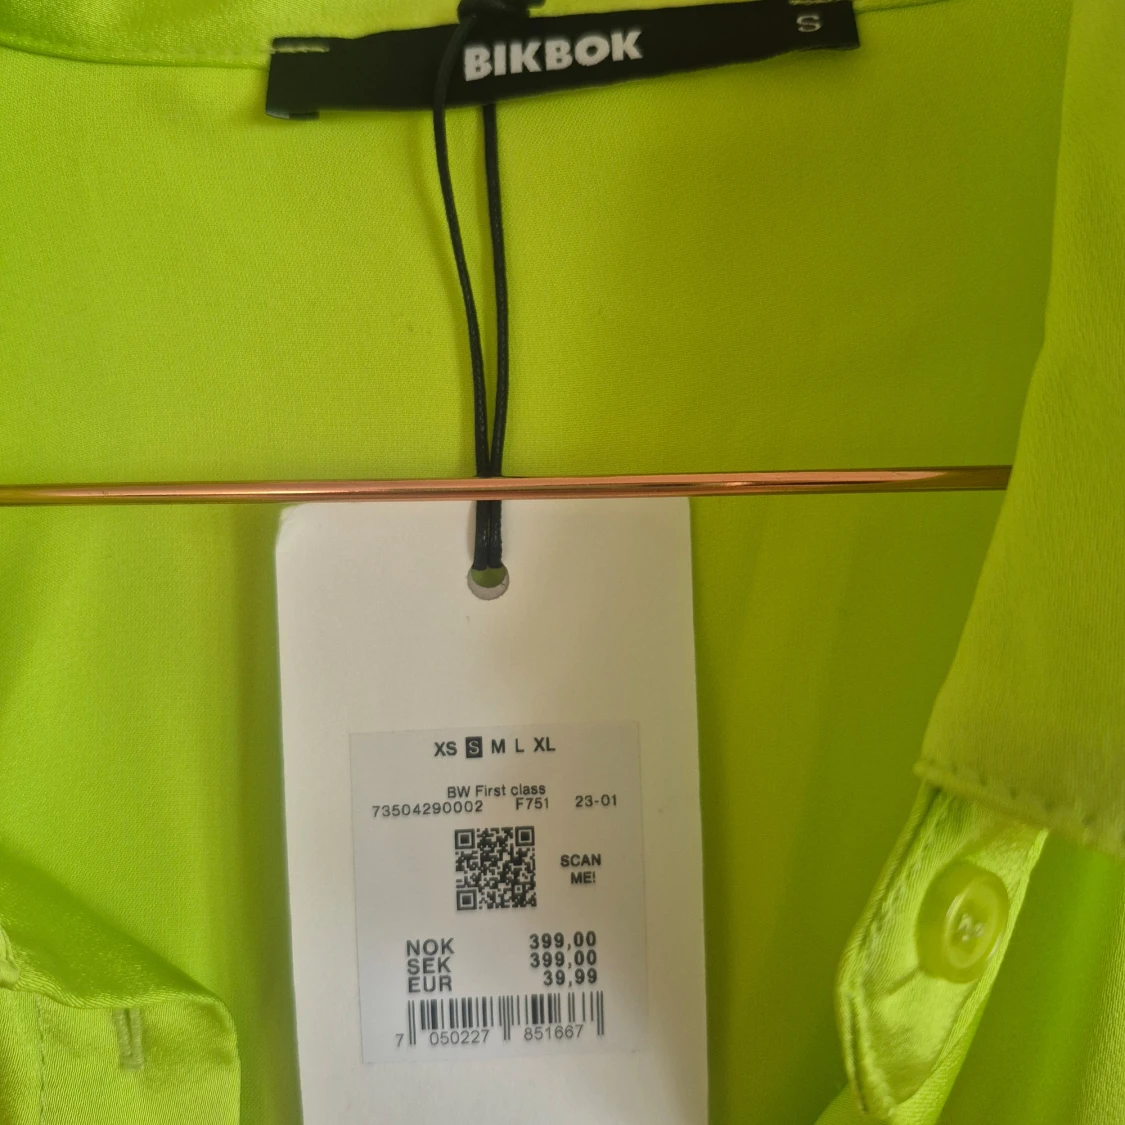 BIKBOK
S
XS S M L XL
BW First class
73504290002 F751 23-01
SCAN
ME!
NOK 399,00
SEK 399,00
EUR 39,99
7 050227 851667